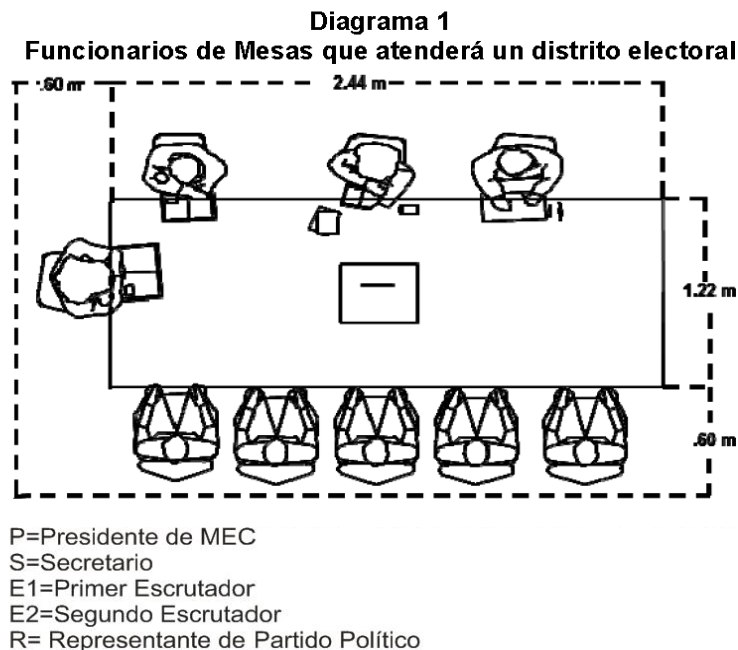 Diagrama 1
Funcionarios de Mesas que atenderá un distrito electoral
.60 m
2.44 m
1.22 m
.60 m
P=Presidente de MEC
S=Secretario
E1=Primer Escrutador
E2=Segundo Escrutador
R= Representante de Partido Político